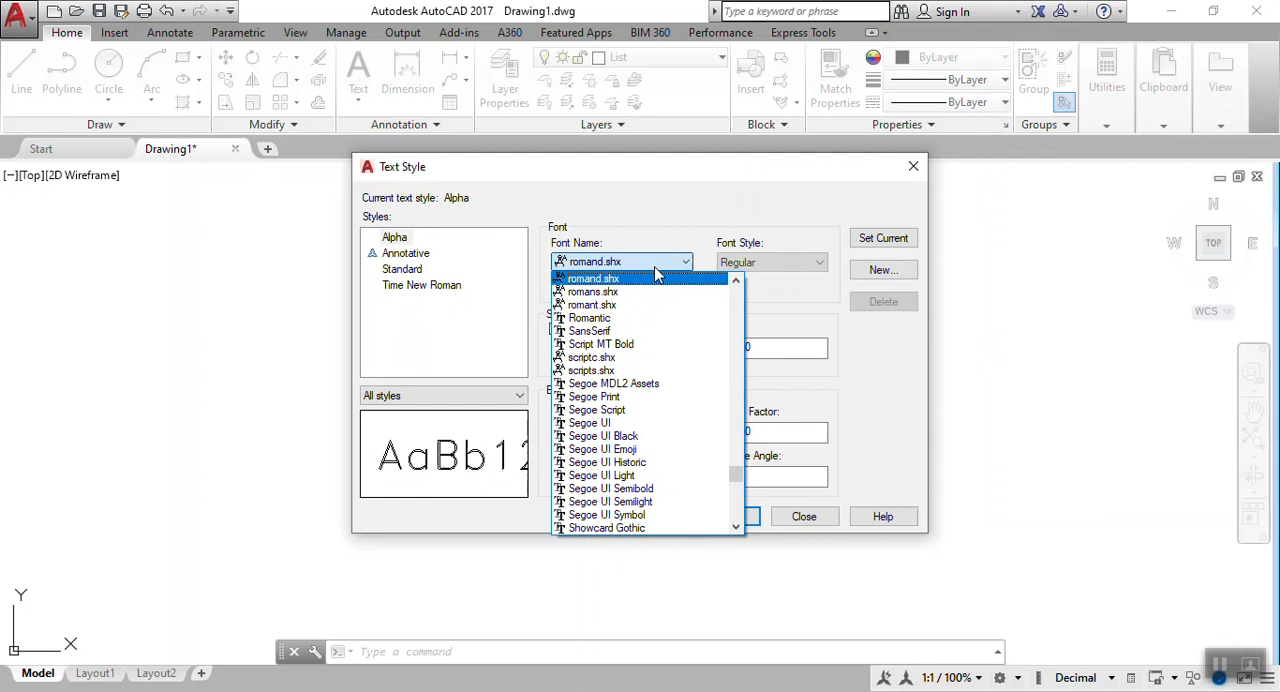 Autodesk AutoCAD 2017 Drawing1.dwg
Type a keyword or phrase
Sign In
Home Insert Annotate Parametric View Manage Output Add-ins A360 Featured Apps BIM 360 Performance Express Tools
Line Polyline Circle Arc
Text Dimension
Layer Properties
List
Insert
Match Properties
ByLayer
ByLayer
ByLayer
Group
Utilities
Clipboard
View
Draw Modify Annotation Layers Block Properties Groups
Start Drawing1*
[−][Top][2D Wireframe]
Text Style
Current text style: Alpha
Styles:
Alpha
Annotative
Standard
Time New Roman
All styles
AaBb12
Font
Font Name:
romand.shx
Font Style:
Regular
romand.shx
romans.shx
romant.shx
Romantic
SansSerif
Script MT Bold
scriptc.shx
scripts.shx
Segoe MDL2 Assets
Segoe Print
Segoe Script
Segoe UI
Segoe UI Black
Segoe UI Emoji
Segoe UI Historic
Segoe UI Light
Segoe UI Semibold
Segoe UI Semilight
Segoe UI Symbol
Showcard Gothic
Factor:
Angle:
Set Current
New...
Delete
Close
Help
N
W TOP E
S
WCS
Y
X
Type a command
Model Layout1 Layout2
1:1 / 100%
Decimal